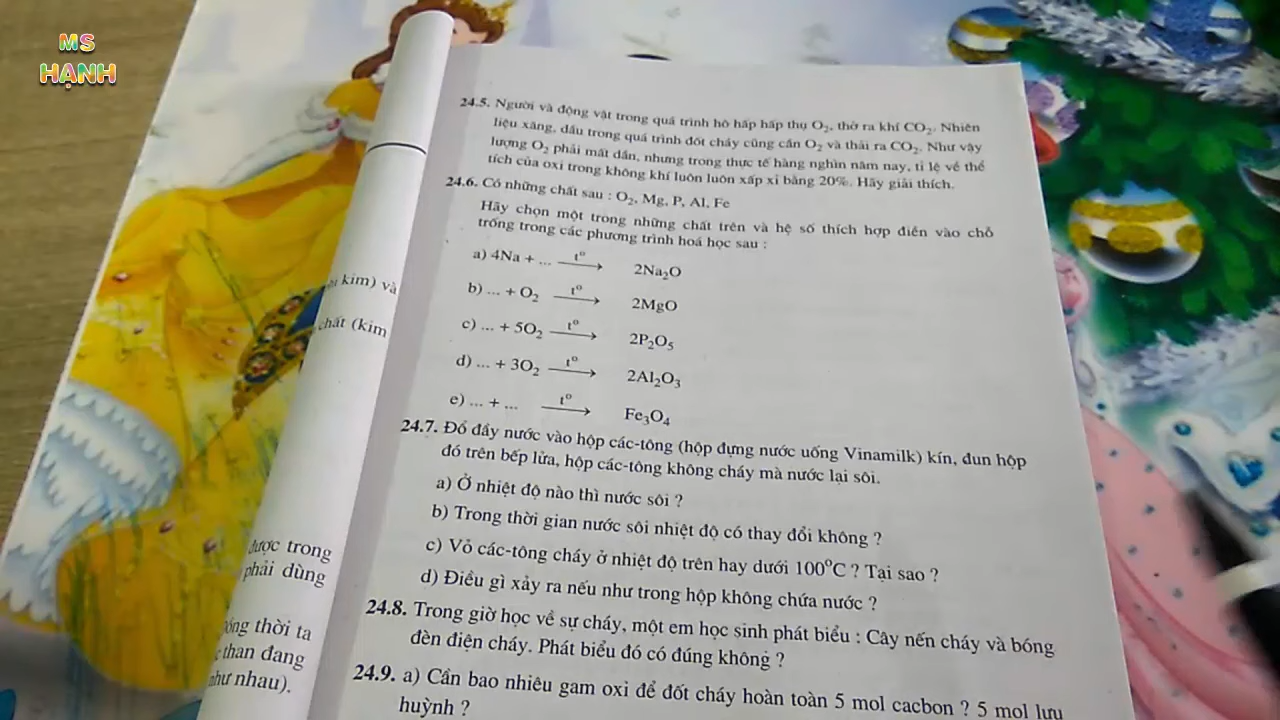 MS
HẠNH
ại kim) và
chất (kim
được trong
phải dùng
óng thời ta
than đang
như nhau).
24.5. Người và động vật trong quá trình hô hấp hấp thụ O₂, thở ra khí CO₂. Nhiên
liệu xăng, dầu trong quá trình đốt cháy cũng cần O₂ và thải ra CO₂. Như vậy
lượng O₂ phải mất dần, nhưng trong thực tế hàng nghìn năm nay, tỉ lệ về thể
tích của oxi trong không khí luôn luôn xấp xỉ bằng 20%. Hãy giải thích.
24.6. Có những chất sau : O₂, Mg, P, Al, Fe
Hãy chọn một trong những chất trên và hệ số thích hợp điền vào chỗ
trống trong các phương trình hoá học sau :
a) 4Na + ... —t°→ 2Na₂O
b) ... + O₂ —t°→ 2MgO
c) ... + 5O₂ —t°→ 2P₂O₅
d) ... + 3O₂ —t°→ 2Al₂O₃
e) ... + ... —t°→ Fe₃O₄
24.7. Đổ đầy nước vào hộp các-tông (hộp đựng nước uống Vinamilk) kín, đun hộp
đó trên bếp lửa, hộp các-tông không cháy mà nước lại sôi.
a) Ở nhiệt độ nào thì nước sôi ?
b) Trong thời gian nước sôi nhiệt độ có thay đổi không ?
c) Vỏ các-tông cháy ở nhiệt độ trên hay dưới 100°C ? Tại sao ?
d) Điều gì xảy ra nếu như trong hộp không chứa nước ?
24.8. Trong giờ học về sự cháy, một em học sinh phát biểu : Cây nến cháy và bóng
đèn điện cháy. Phát biểu đó có đúng không ?
24.9. a) Cần bao nhiêu gam oxi để đốt cháy hoàn toàn 5 mol cacbon ? 5 mol lưu
huỳnh ?